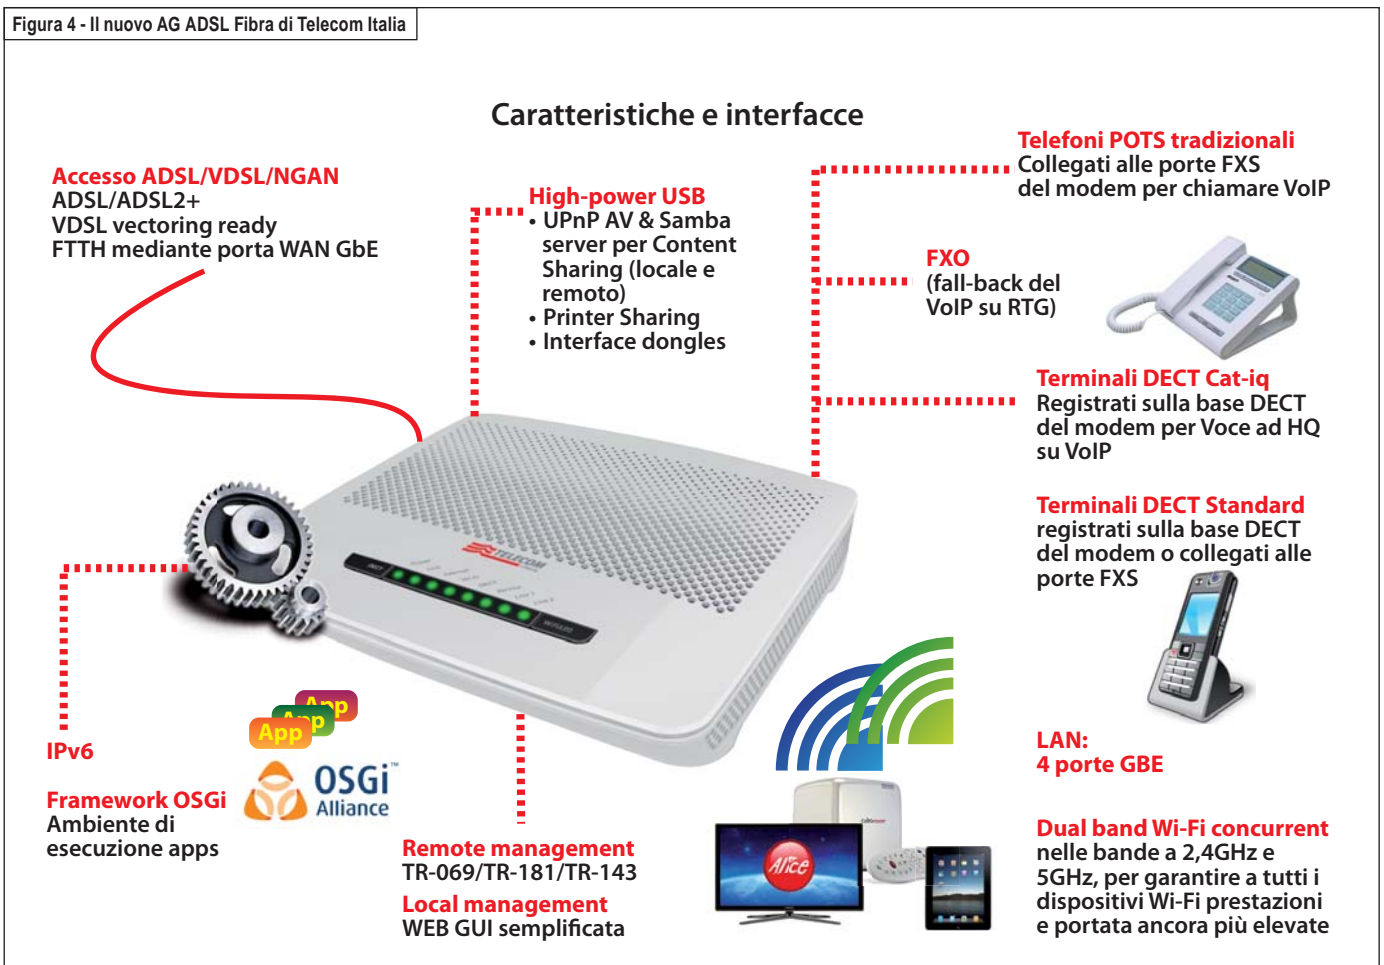 Figura 4 - Il nuovo AG ADSL Fibra di Telecom Italia
Caratteristiche e interfacce
Accesso ADSL/VDSL/NGAN
ADSL/ADSL2+
VDSL vectoring ready
FTTH mediante porta WAN GbE
High-power USB
• UPnP AV & Samba
server per Content
Sharing (locale e
remoto)
• Printer Sharing
• Interface dongles
Telefoni POTS tradizionali
Collegati alle porte FXS
del modem per chiamare VoIP
FXO
(fall-back del
VoIP su RTG)
Terminali DECT Cat-iq
Registrati sulla base DECT
del modem per Voce ad HQ
su VoIP
Terminali DECT Standard
registrati sulla base DECT
del modem o collegati alle
porte FXS
TELECOM
IPv6
Framework OSGi
Ambiente di
esecuzione apps
App
App
App
OSGi™
Alliance
Remote management
TR-069/TR-181/TR-143
Local management
WEB GUI semplificata
Alice
LAN:
4 porte GBE
Dual band Wi-Fi concurrent
nelle bande a 2,4GHz e
5GHz, per garantire a tutti i
dispositivi Wi-Fi prestazioni
e portata ancora più elevate